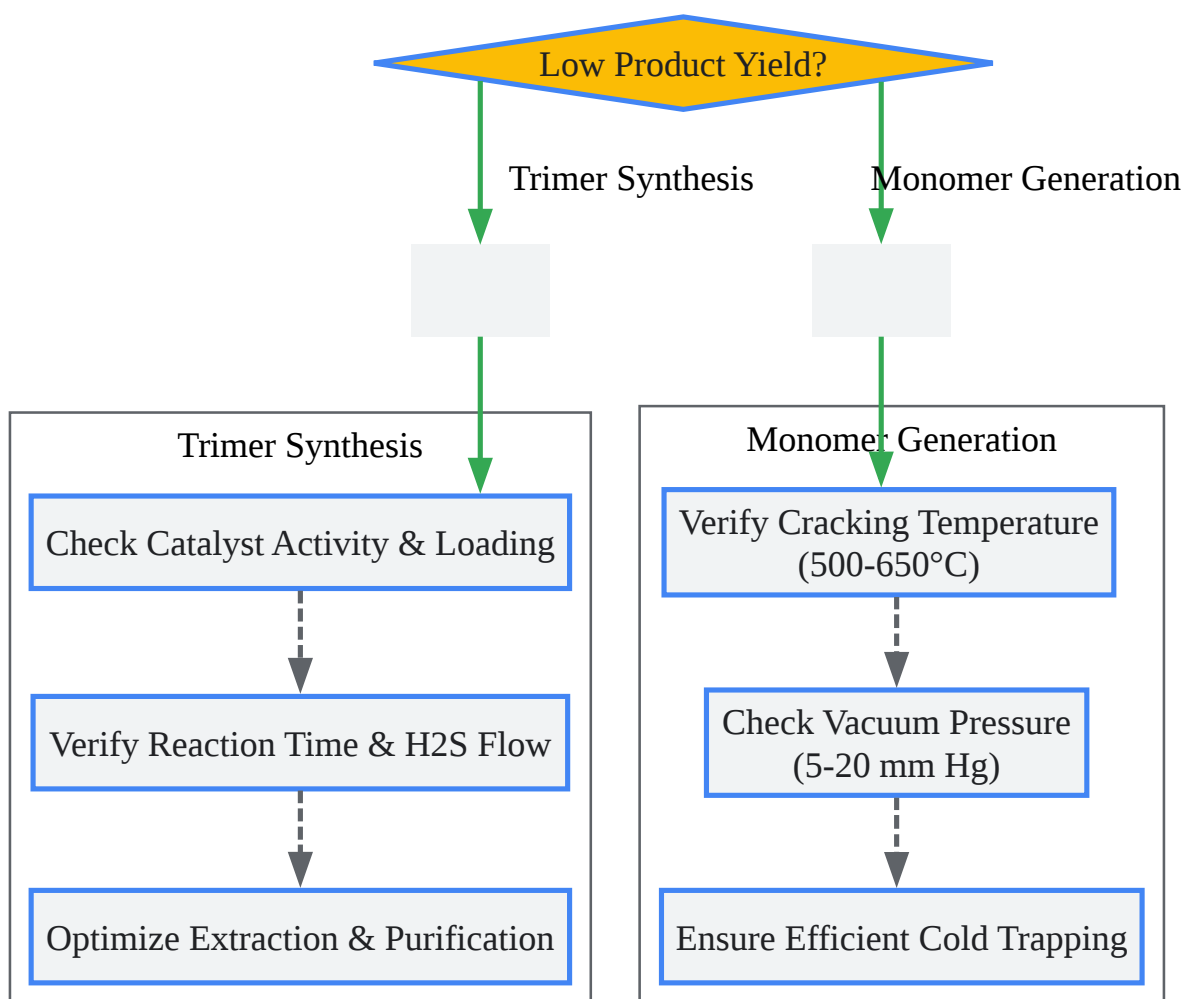 Low Product Yield?
Trimer Synthesis
Monomer Generation
Trimer Synthesis
Check Catalyst Activity & Loading
Verify Reaction Time & H2S Flow
Optimize Extraction & Purification
Monomer Generation
Verify Cracking Temperature
(500-650°C)
Check Vacuum Pressure
(5-20 mm Hg)
Ensure Efficient Cold Trapping